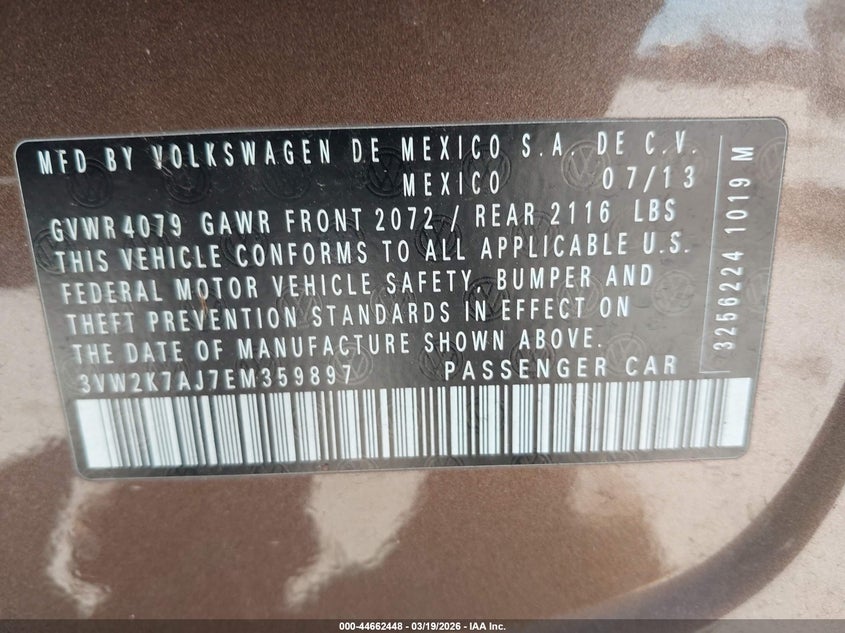 MFD BY VOLKSWAGEN DE MEXICO S.A. DE C.V.
MEXICO 07/13
GVWR 4079 GAWR FRONT 2072 / REAR 2116 LBS
THIS VEHICLE CONFORMS TO ALL APPLICABLE U.S.
FEDERAL MOTOR VEHICLE SAFETY, BUMPER AND
THEFT PREVENTION STANDARDS IN EFFECT ON
THE DATE OF MANUFACTURE SHOWN ABOVE.
3VW2K7AJ7EM359897 PASSENGER CAR
3256224 1019 M
000-44662448 - 03/19/2026 - IAA Inc.